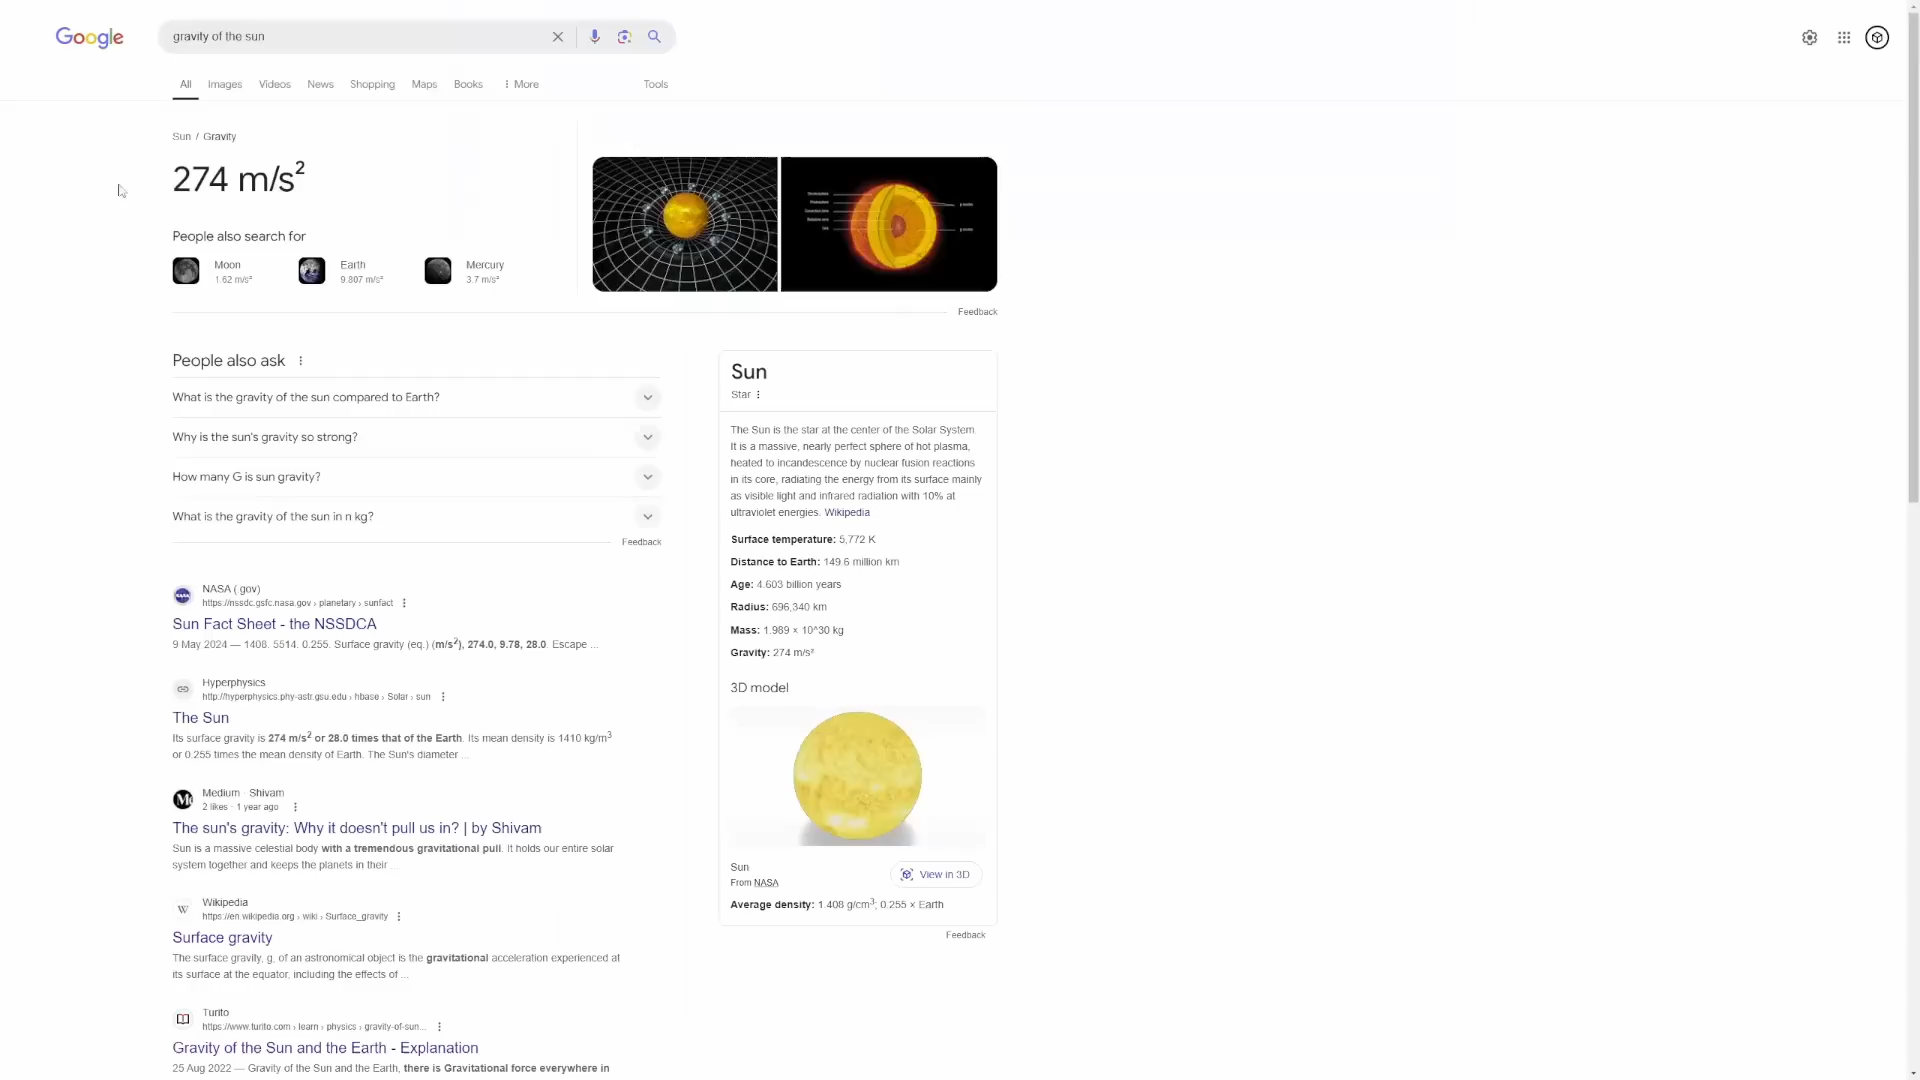 Google
gravity of the sun
All Images Videos News Shopping Maps Books More Tools
Sun / Gravity
274 m/s²
People also search for
Moon
1.62 m/s²
Earth
9.807 m/s²
Mercury
3.7 m/s²
Feedback
People also ask
What is the gravity of the sun compared to Earth?
Why is the sun's gravity so strong?
How many G is sun gravity?
What is the gravity of the sun in n kg?
Feedback
NASA (.gov)
https://nssdc.gsfc.nasa.gov › planetary › sunfact
Sun Fact Sheet - the NSSDCA
9 May 2024 — 1408. 5514. 0.255. Surface gravity (eq.) (m/s²), 274.0, 9.78, 28.0. Escape ...
Hyperphysics
http://hyperphysics.phy-astr.gsu.edu › hbase › Solar › sun
The Sun
Its surface gravity is 274 m/s² or 28.0 times that of the Earth. Its mean density is 1410 kg/m³
or 0.255 times the mean density of Earth. The Sun's diameter ...
Medium · Shivam
2 likes · 1 year ago
The sun's gravity: Why it doesn't pull us in? | by Shivam
Sun is a massive celestial body with a tremendous gravitational pull. It holds our entire solar
system together and keeps the planets in their ...
Wikipedia
https://en.wikipedia.org › wiki › Surface_gravity
Surface gravity
The surface gravity, g, of an astronomical object is the gravitational acceleration experienced at
its surface at the equator, including the effects of ...
Turito
https://www.turito.com › learn › physics › gravity-of-sun...
Gravity of the Sun and the Earth - Explanation
25 Aug 2022 — Gravity of the Sun and the Earth, there is Gravitational force everywhere in
Sun
Star
The Sun is the star at the center of the Solar System.
It is a massive, nearly perfect sphere of hot plasma,
heated to incandescence by nuclear fusion reactions
in its core, radiating the energy from its surface mainly
as visible light and infrared radiation with 10% at
ultraviolet energies. Wikipedia
Surface temperature: 5,772 K
Distance to Earth: 149.6 million km
Age: 4.603 billion years
Radius: 696,340 km
Mass: 1.989 × 10^30 kg
Gravity: 274 m/s²
3D model
Sun
From NASA
View in 3D
Average density: 1.408 g/cm³; 0.255 × Earth
Feedback